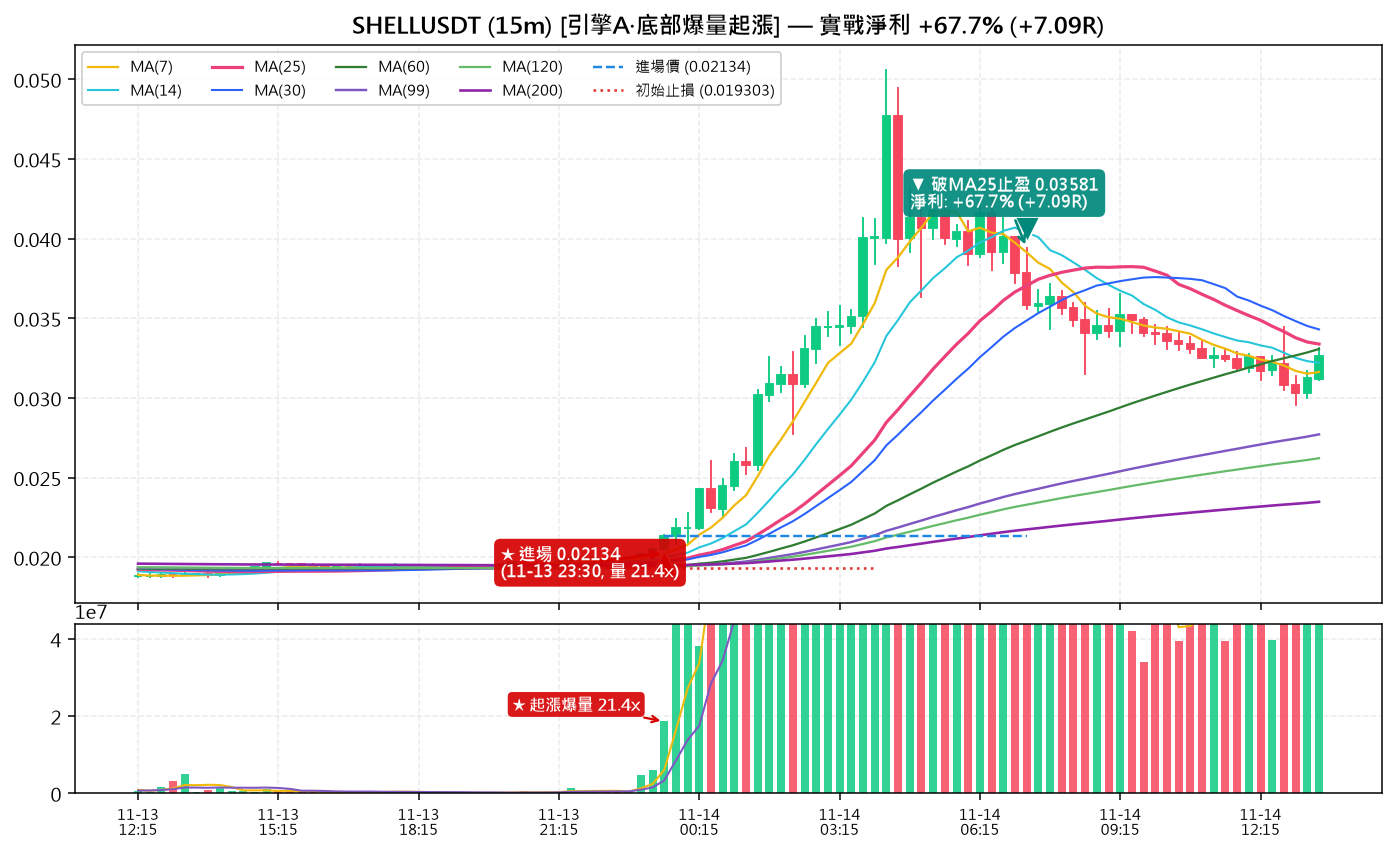 SHELLUSDT (15m) [引擎A·底部爆量起漲] — 實戰淨利 +67.7% (+7.09R)
MA(7) MA(25) MA(60) MA(120) 進場價 (0.02134)
MA(14) MA(30) MA(99) MA(200) 初始止損 (0.019303)
0.050
0.045
0.040
0.035
0.030
0.025
0.020
▼ 破MA25止盈 0.03581
淨利: +67.7% (+7.09R)
★ 進場 0.02134
(11-13 23:30, 量 21.4x)
1e7
4
2
0
★ 起漲爆量 21.4x
11-13 11-13 11-13 11-13 11-14 11-14 11-14 11-14 11-14
12:15 15:15 18:15 21:15 00:15 03:15 06:15 09:15 12:15